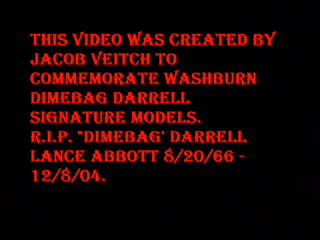 THIS VIDEO WAS CREATED BY
JACOB VEITCH TO
COMMEMORATE WASHBURN
DIMEBAG DARRELL
SIGNATURE MODELS.
R.I.P. "DIMEBAG' DARRELL
LANCE ABBOTT 8/20/66 -
12/8/04.